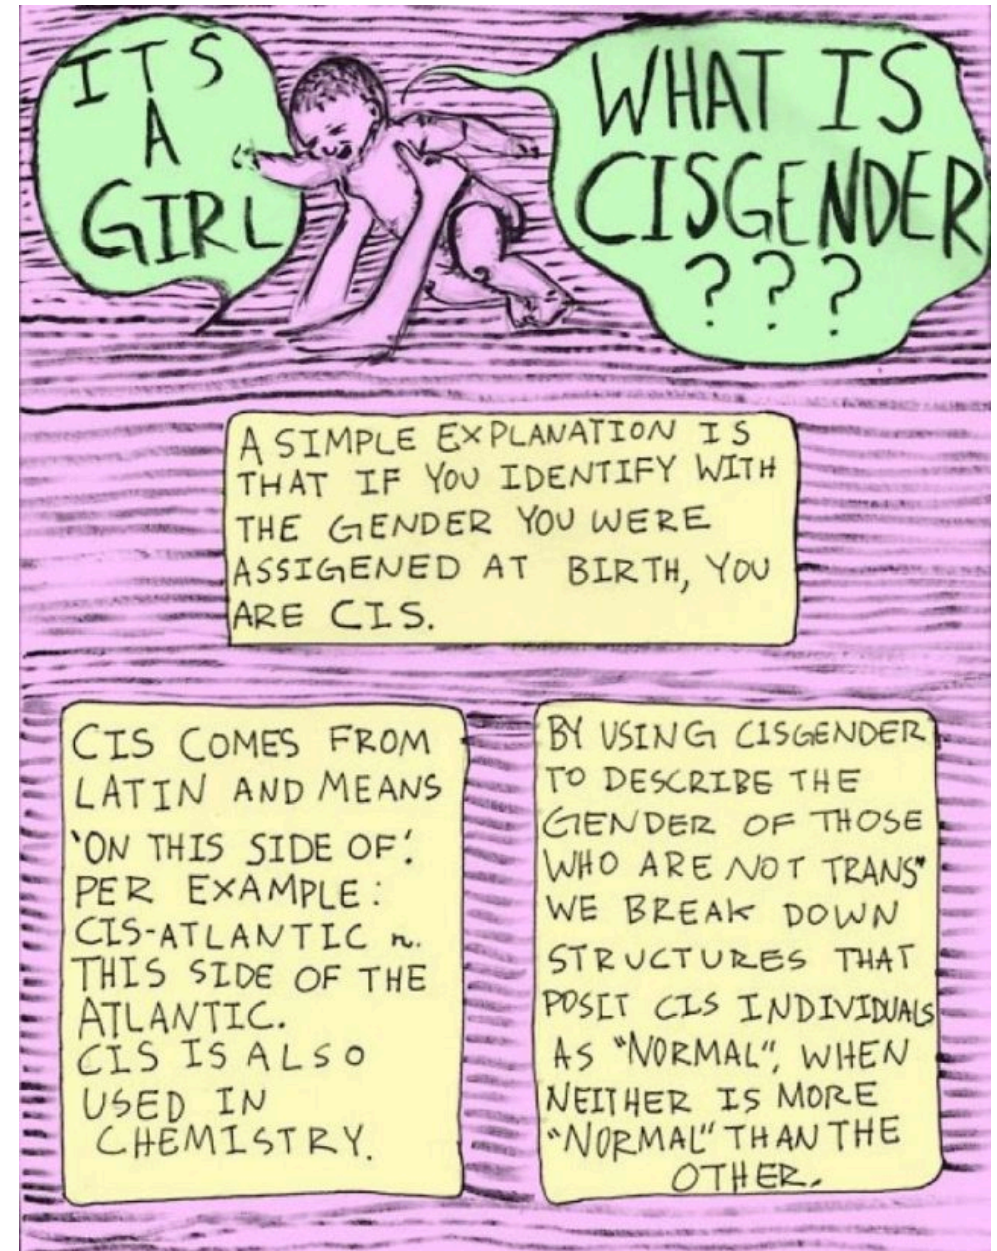 ITS
A
GIRL
WHAT IS
CISGENDER
???
A SIMPLE EXPLANATION IS
THAT IF YOU IDENTIFY WITH
THE GENDER YOU WERE
ASSIGENED AT BIRTH, YOU
ARE CIS.
CIS COMES FROM
LATIN AND MEANS
'ON THIS SIDE OF'.
PER EXAMPLE:
CIS-ATLANTIC n.
THIS SIDE OF THE
ATLANTIC.
CIS IS ALSO
USED IN
CHEMISTRY.
BY USING CISGENDER
TO DESCRIBE THE
GENDER OF THOSE
WHO ARE NOT TRANS*
WE BREAK DOWN
STRUCTURES THAT
POSIT CIS INDIVIDUALS
AS "NORMAL", WHEN
NEITHER IS MORE
"NORMAL" THAN THE
OTHER.